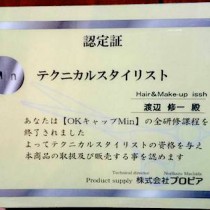 認定証
テクニカルスタイリスト
Hair&Make-up issh
渡辺 修一 殿
あなたは【OKキャップMin】の全研修課程を
終了されました
よってテクニカルスタイリストの資格を与え
本商品の取扱及び販売する事を認めます
Technical director
Product supply 株式会社プロピア